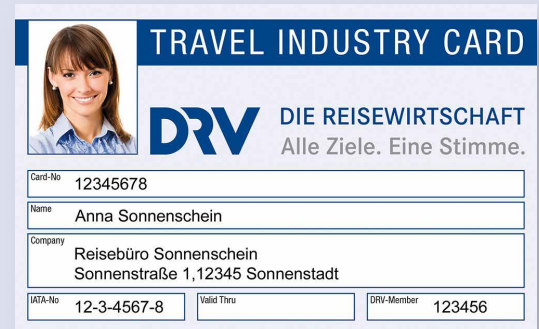 TRAVEL INDUSTRY CARD
DRV
DIE REISEWIRTSCHAFT
Alle Ziele. Eine Stimme.
Card-No 12345678
Name Anna Sonnenschein
Company
Reisebüro Sonnenschein
Sonnenstraße 1,12345 Sonnenstadt
IATA-No 12-3-4567-8 Valid Thru DRV-Member 123456